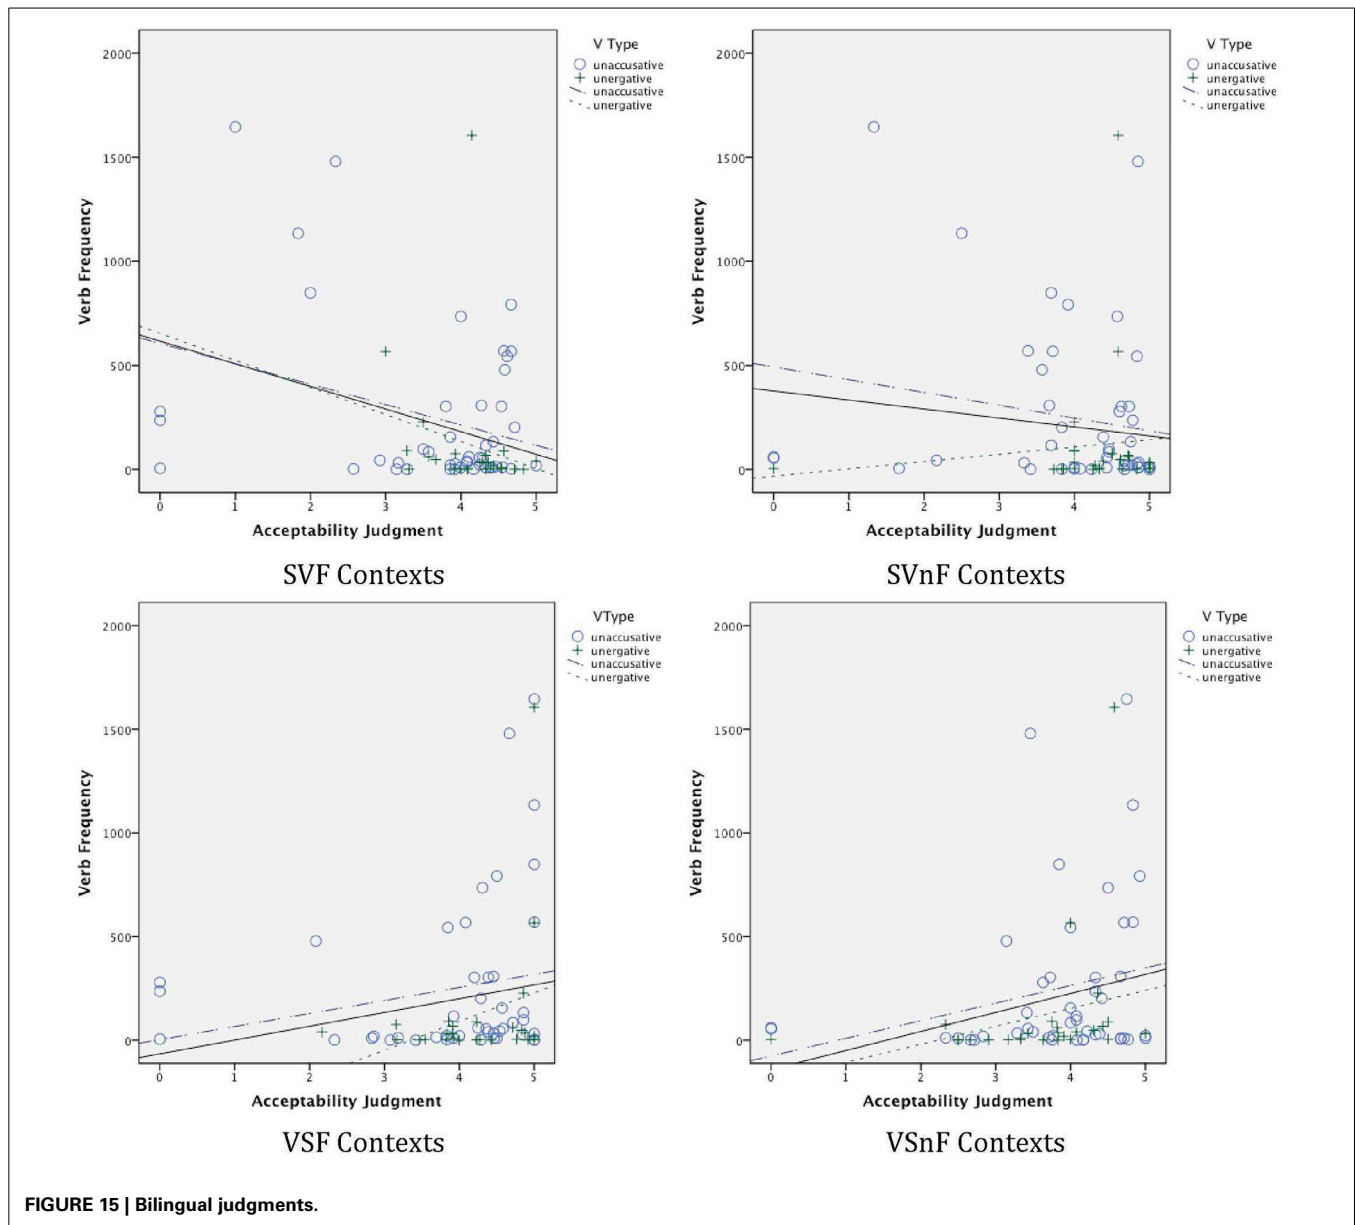 V Type
unaccusative
unergative
unaccusative
unergative
2000
1500
1000
500
0
Verb Frequency
0 1 2 3 4 5
Acceptability Judgment
SVF Contexts
V Type
unaccusative
unergative
unaccusative
unergative
2000
1500
1000
500
0
Verb Frequency
0 1 2 3 4 5
Acceptability Judgment
SVnF Contexts
VType
unaccusative
unergative
unaccusative
unergative
2000
1500
1000
500
0
Verb Frequency
0 1 2 3 4 5
Acceptability Judgment
VSF Contexts
V Type
unaccusative
unergative
unaccusative
unergative
2000
1500
1000
500
0
Verb Frequency
0 1 2 3 4 5
Acceptability Judgment
VSnF Contexts
FIGURE 15 | Bilingual judgments.